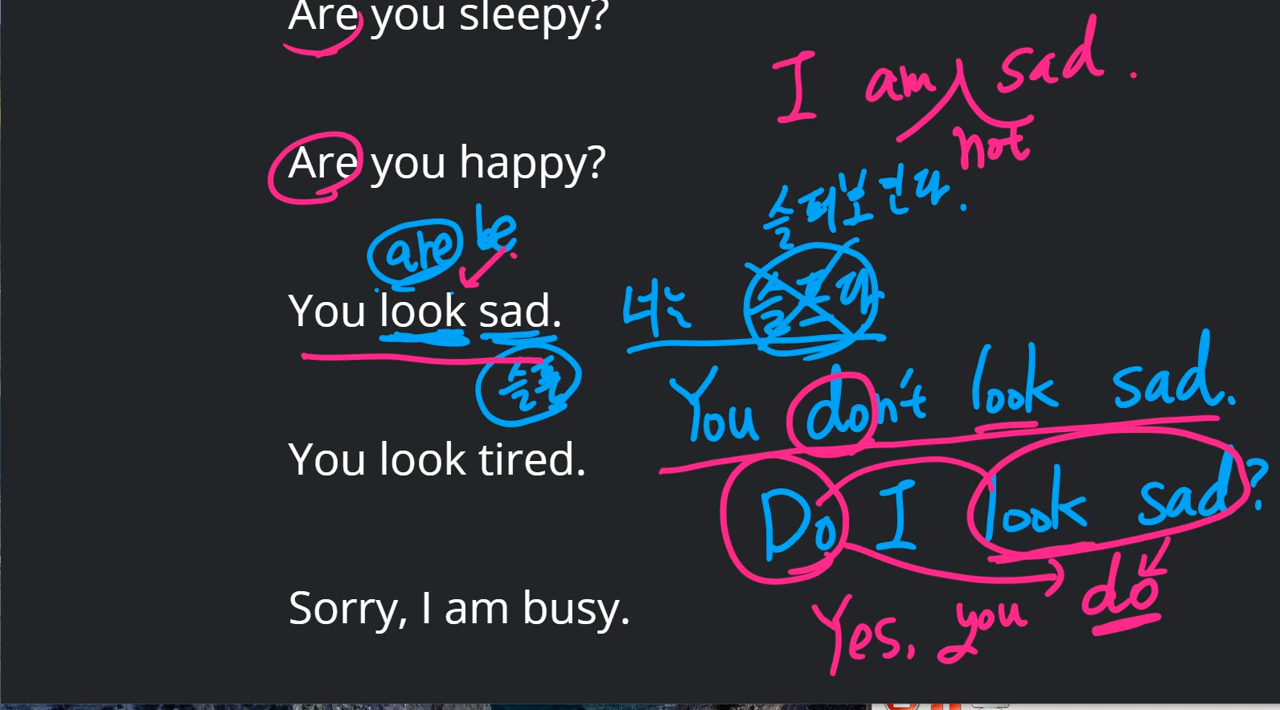 Are you sleepy?
I am sad.
not
Are you happy?
슬퍼보인다.
are be
You look sad.
너는 슬프다
슬픈
You don't look sad.
You look tired.
Do I look sad?
Sorry, I am busy.
Yes, you do